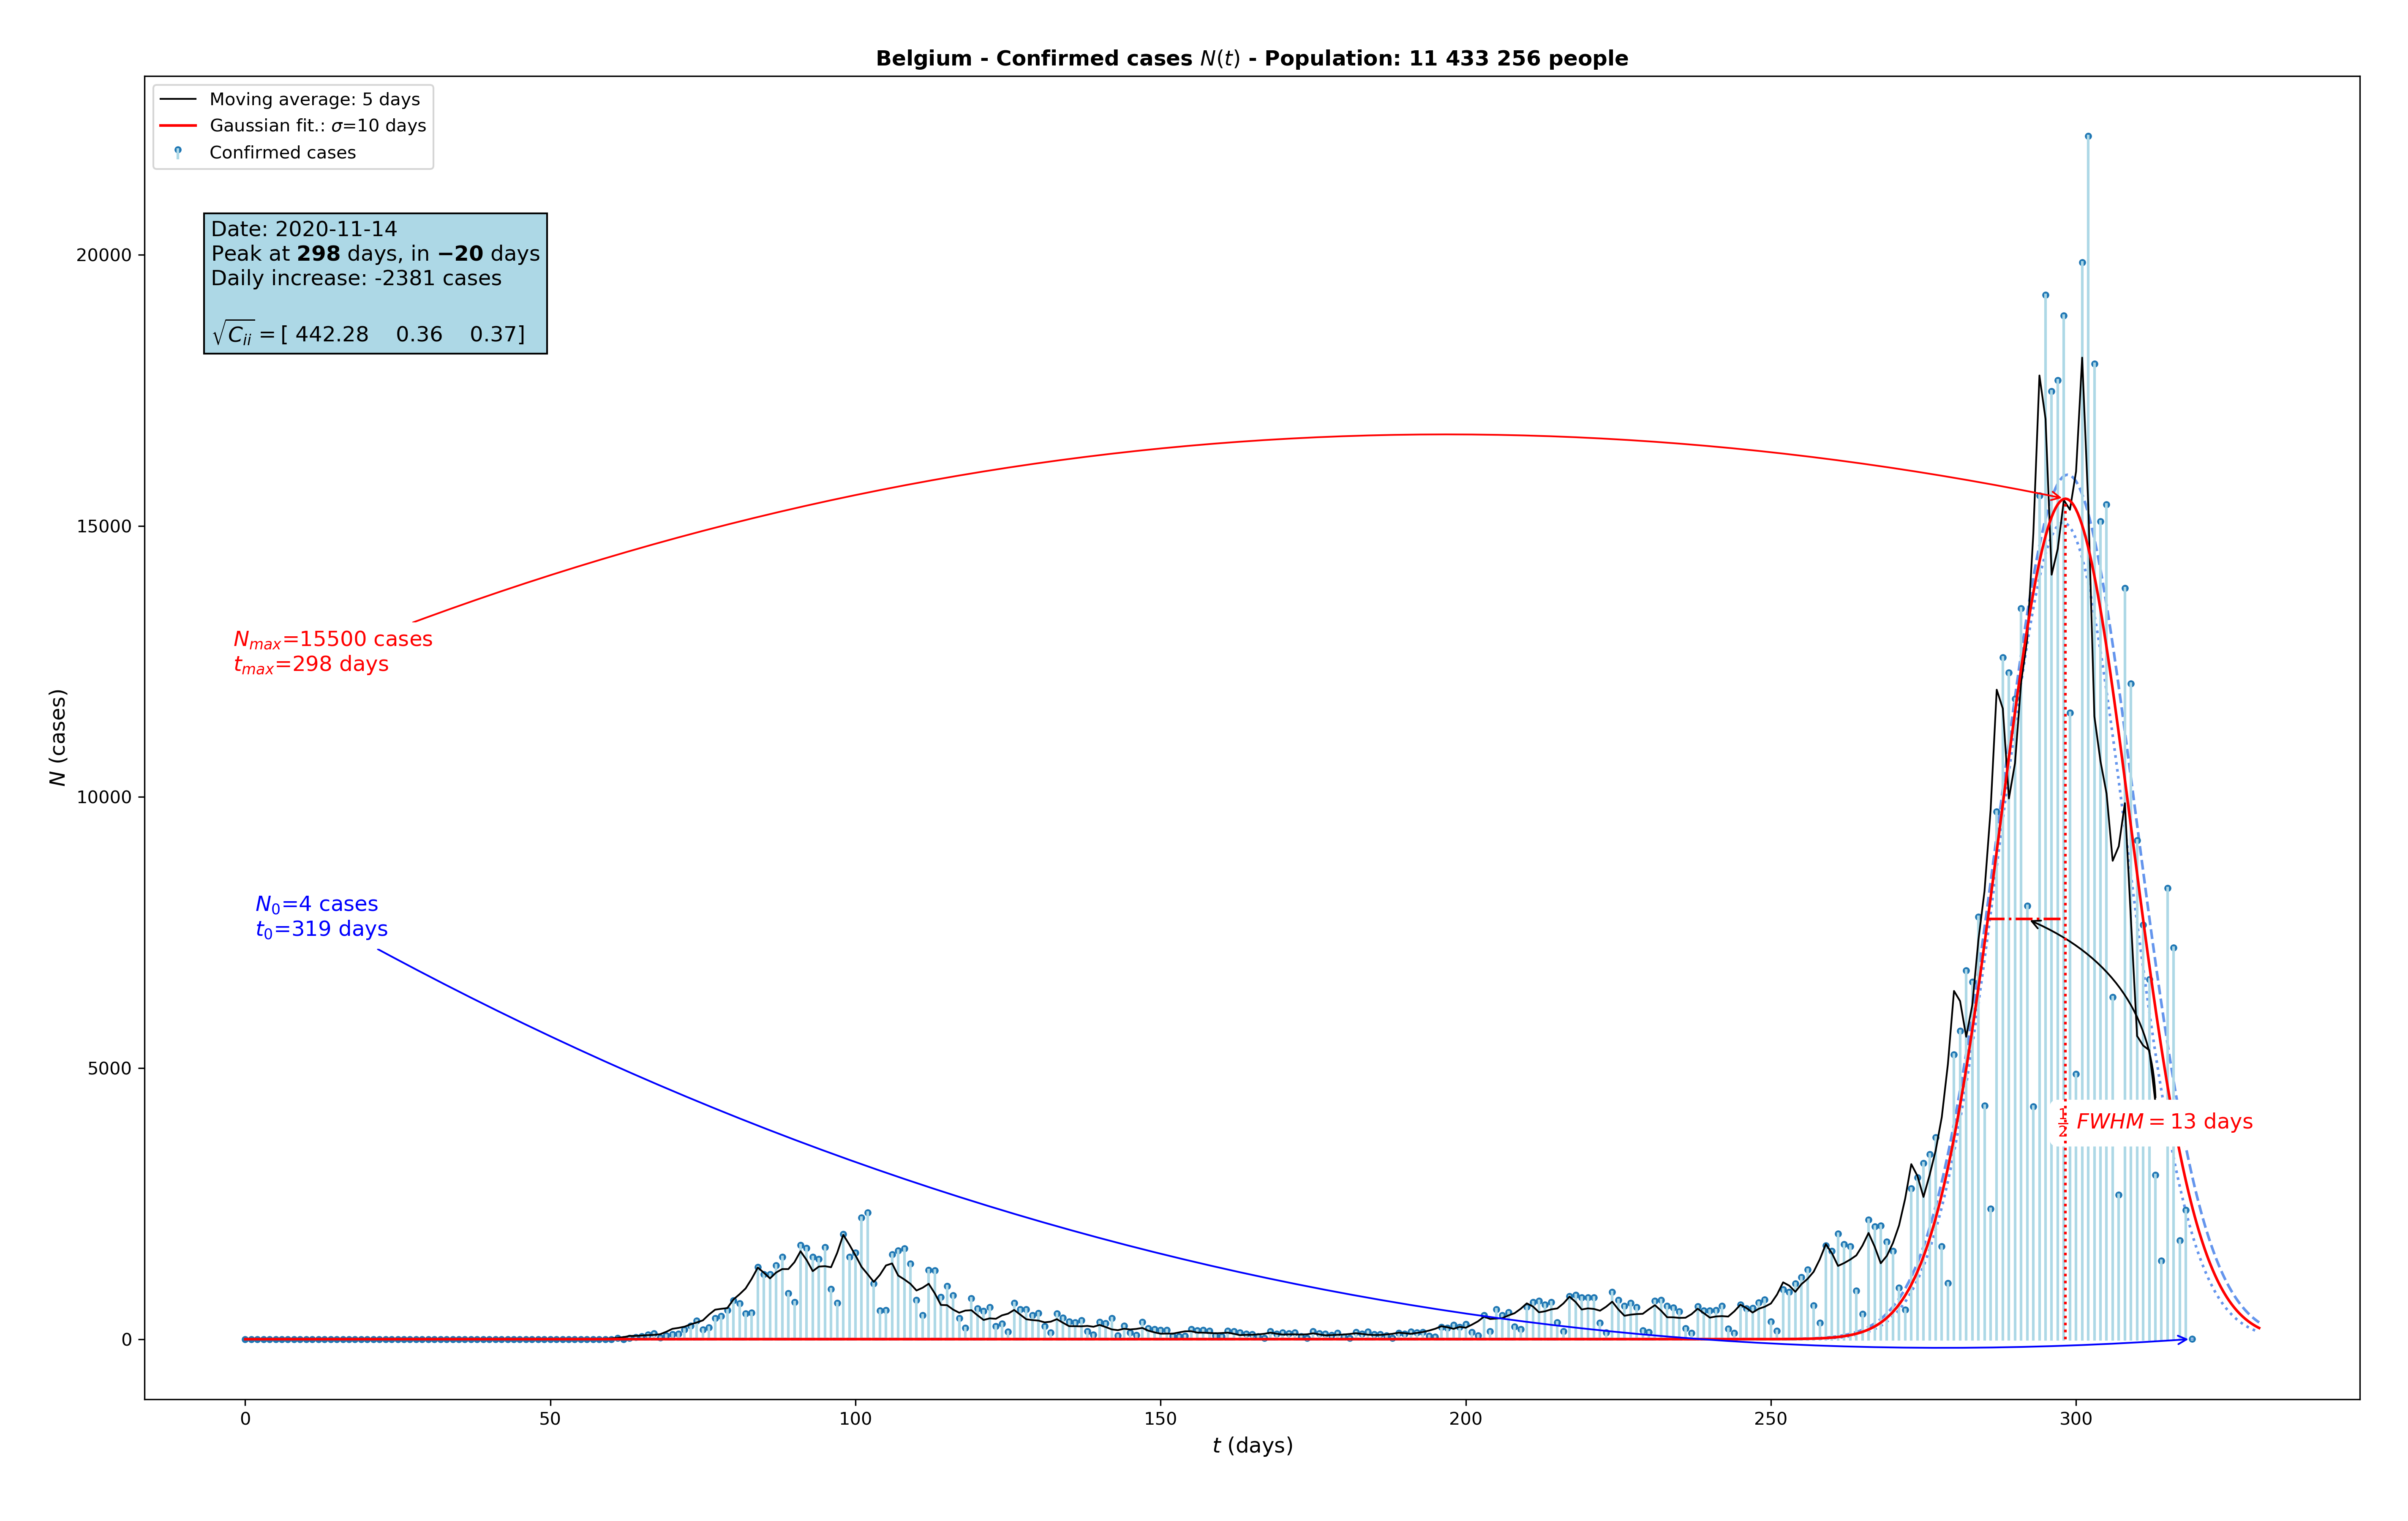 Belgium - Confirmed cases N(t) - Population: 11 433 256 people
Moving average: 5 days
Gaussian fit.: σ=10 days
Confirmed cases
Date: 2020-11-14
Peak at 298 days, in −20 days
Daily increase: -2381 cases
√C_ii = [ 442.28 0.36 0.37]
N_max=15500 cases
t_max=298 days
N_0=4 cases
t_0=319 days
1/2 FWHM = 13 days
N (cases)
20000
15000
10000
5000
0
0 50 100 150 200 250 300
t (days)